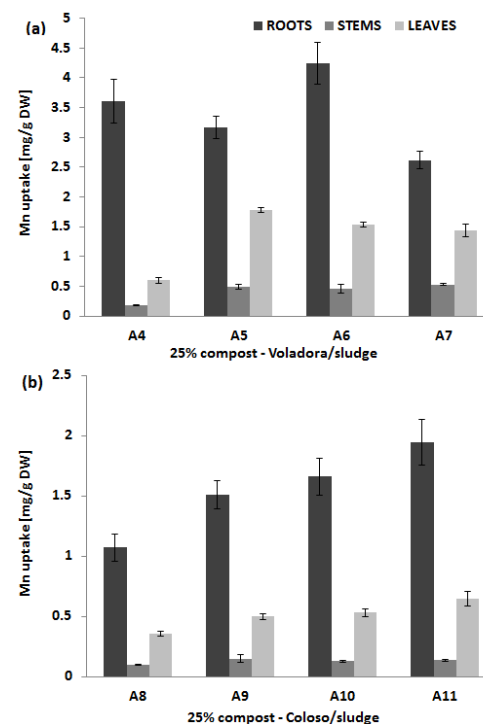 (a)
ROOTS STEMS LEAVES
Mn uptake [mg/g DW]
5
4.5
4
3.5
3
2.5
2
1.5
1
0.5
0
A4 A5 A6 A7
25% compost - Voladora/sludge
(b)
Mn uptake [mg/g DW]
2.5
2
1.5
1
0.5
0
A8 A9 A10 A11
25% compost - Coloso/sludge